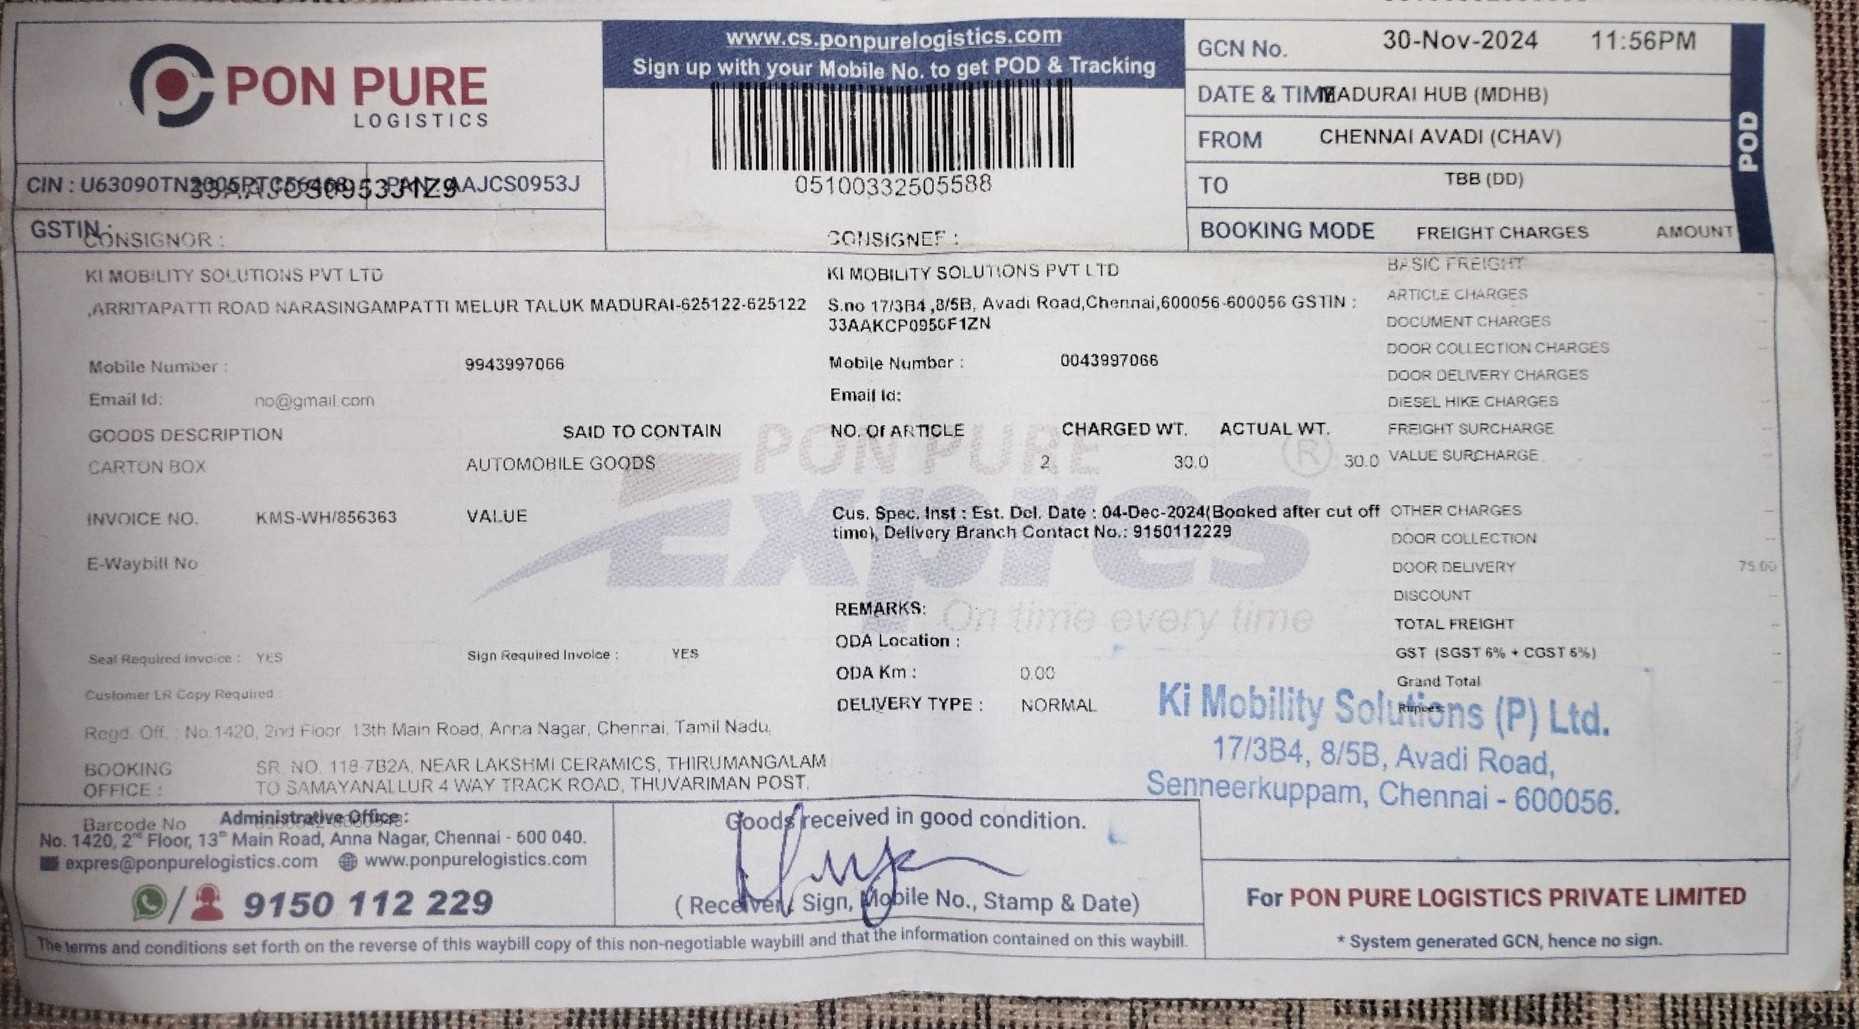 PON PURE
LOGISTICS
www.cs.ponpurelogistics.com
Sign up with your Mobile No. to get POD & Tracking
05100332505588
GCN No. 30-Nov-2024 11:56PM
DATE & TIME MADURAI HUB (MDHB)
FROM CHENNAI AVADI (CHAV)
TO TBB (DD)
BOOKING MODE FREIGHT CHARGES AMOUNT
POD
CIN : PAN: AAJCS0953J
GSTIN :
CONSIGNOR :
KI MOBILITY SOLUTIONS PVT LTD
,ARRITAPATTI ROAD NARASINGAMPATTI MELUR TALUK MADURAI-625122-625122
Mobile Number : 9943997066
Email Id: no@gmail.com
CONSIGNEE :
KI MOBILITY SOLUTIONS PVT LTD
S.no 17/3B4 ,8/5B, Avadi Road,Chennai,600056-600056 GSTIN :
Mobile Number : 0043997066
Email Id:
GOODS DESCRIPTION SAID TO CONTAIN NO. Of ARTICLE CHARGED WT. ACTUAL WT.
CARTON BOX AUTOMOBILE GOODS 2 30.0 30.0
PON PURE
Expres
On time every time
INVOICE NO. KMS-WH/856363 VALUE
Cus. Spec. Inst : Est. Del. Date : 04-Dec-2024(Booked after cut off
time), Delivery Branch Contact No.: 9150112229
E-Waybill No
REMARKS:
ODA Location :
ODA Km : 0.00
DELIVERY TYPE : NORMAL
Seal Required Invoice : YES Sign Required Invoice : YES
Customer LR Copy Required :
BASIC FREIGHT
ARTICLE CHARGES
DOCUMENT CHARGES
DOOR COLLECTION CHARGES
DOOR DELIVERY CHARGES
DIESEL HIKE CHARGES
FREIGHT SURCHARGE
VALUE SURCHARGE
OTHER CHARGES
DOOR COLLECTION
DOOR DELIVERY 75.00
DISCOUNT
TOTAL FREIGHT
GST (SGST 6% + CGST 6%)
Grand Total
Rupees
Ki Mobility Solutions (P) Ltd.
17/3B4, 8/5B, Avadi Road,
Senneerkuppam, Chennai - 600056.
Regd. Off. : No.1420, 2nd Floor, 13th Main Road, Anna Nagar, Chennai, Tamil Nadu,
BOOKING SR. NO. 118-7B2A, NEAR LAKSHMI CERAMICS, THIRUMANGALAM
OFFICE : TO SAMAYANALLUR 4 WAY TRACK ROAD, THUVARIMAN POST,
Barcode No
Administrative Office :
No. 1420, 2nd Floor, 13th Main Road, Anna Nagar, Chennai - 600 040.
expres@ponpurelogistics.com www.ponpurelogistics.com
/ 9150 112 229
Goods received in good condition.
( Receiver Sign, Mobile No., Stamp & Date)
For PON PURE LOGISTICS PRIVATE LIMITED
* System generated GCN, hence no sign.
The terms and conditions set forth on the reverse of this waybill copy of this non-negotiable waybill and that the information contained on this waybill.